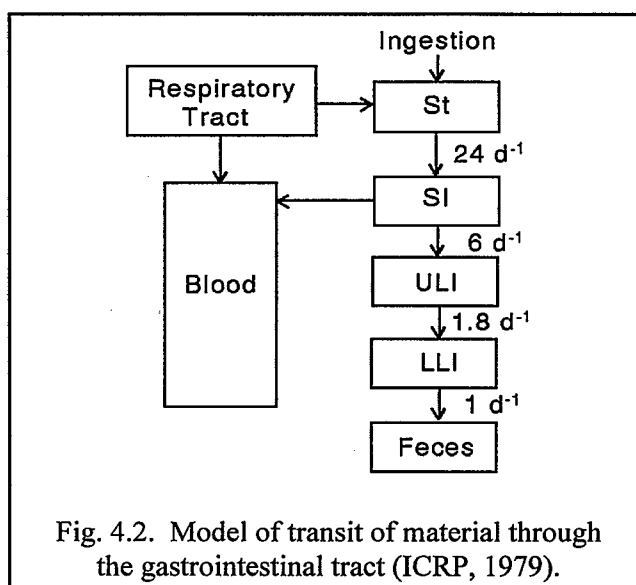 Ingestion
Respiratory
Tract
St
24 d⁻¹
SI
6 d⁻¹
Blood
ULI
1.8 d⁻¹
LLI
1 d⁻¹
Feces
Fig. 4.2. Model of transit of material through
the gastrointestinal tract (ICRP, 1979).